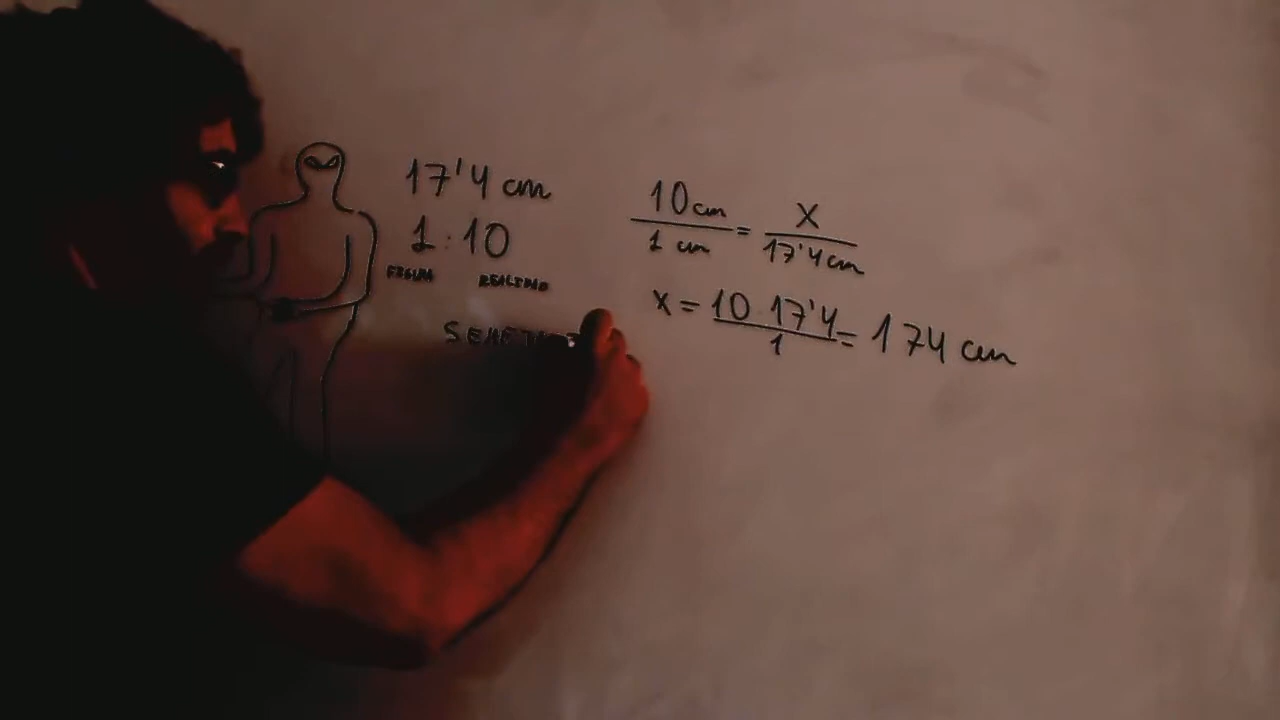 17'4 cm
1:10
FIGURA REALIDAD
10 cm / 1 cm = X / 17'4 cm
X = 10 · 17'4 / 1 = 174 cm